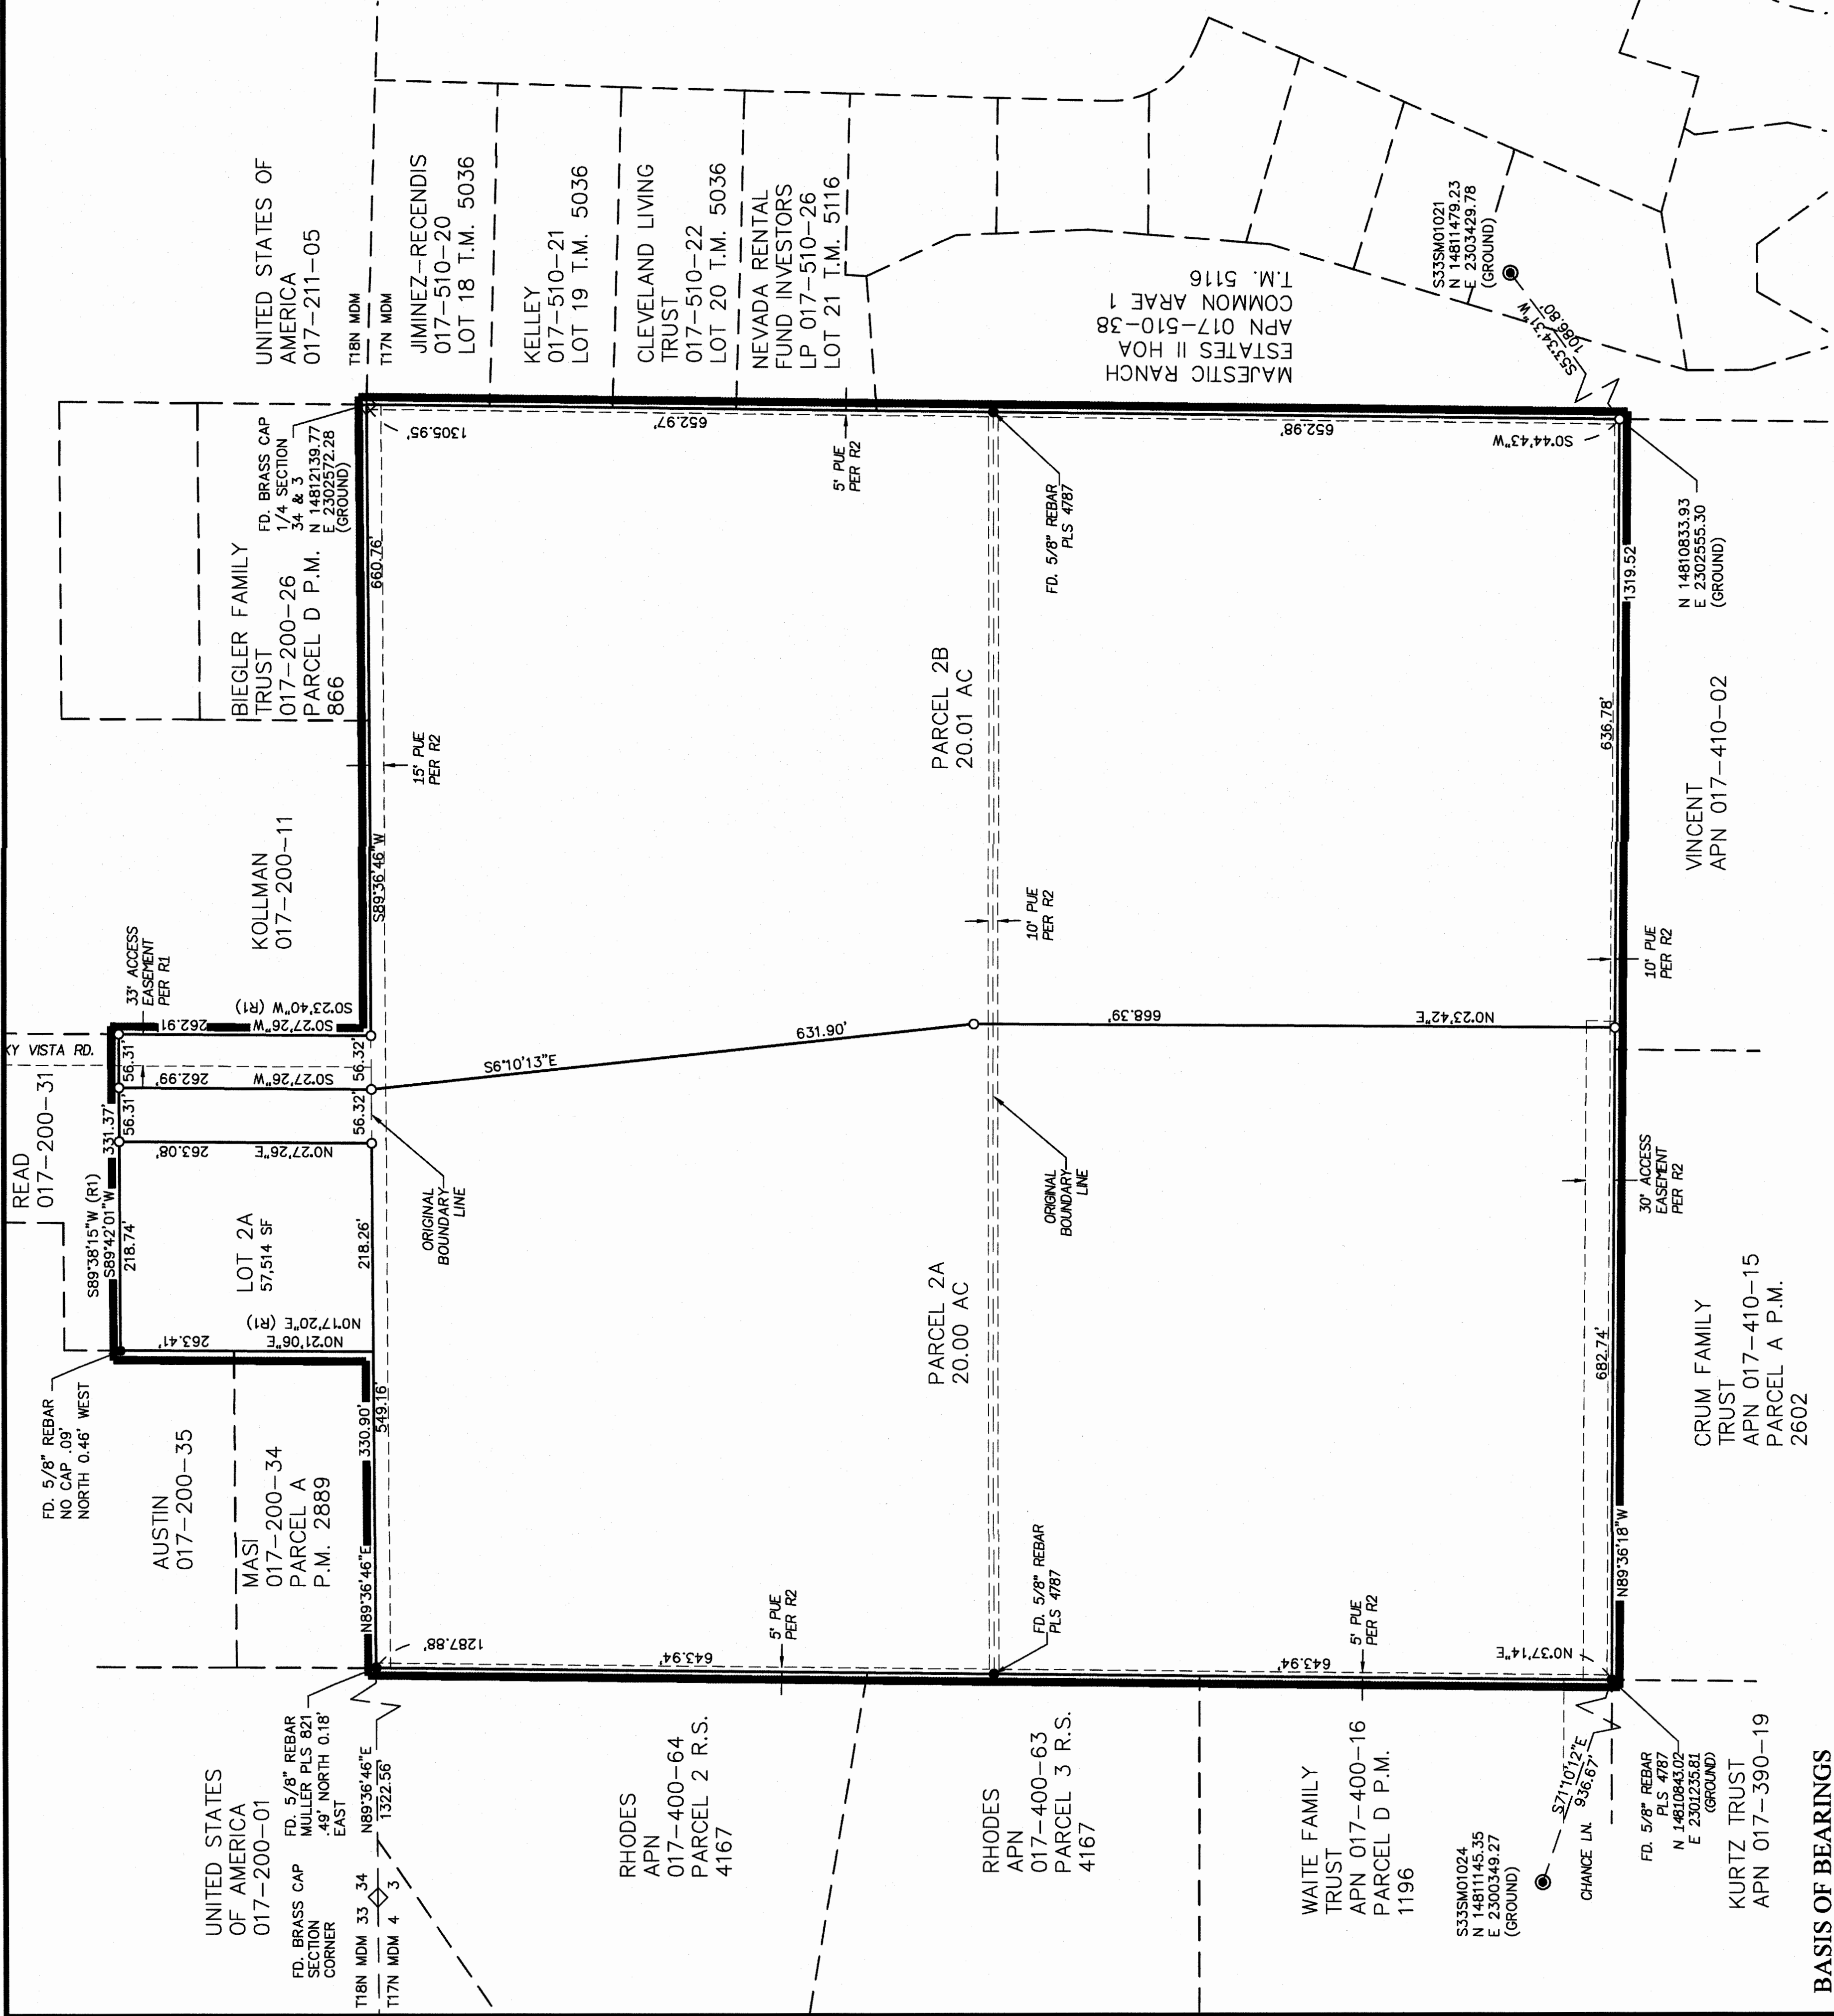 UNITED STATES OF
AMERICA
017-211-05
T18N MDM
T17N MDM
JIMINEZ-RECENDIS
017-510-20
LOT 18 T.M. 5036
KELLEY
017-510-21
LOT 19 T.M. 5036
CLEVELAND LIVING
TRUST
017-510-22
LOT 20 T.M. 5036
NEVADA RENTAL
FUND INVESTORS
LP 017-510-26
LOT 21 T.M. 5116
MAJESTIC RANCH
ESTATES II HOA
APN 017-510-38
COMMON ARAE 1
T.M. 5116
S33SM01021
N 14811479.23
E 2303429.78
(GROUND)
S53°34'31"W
1086.80'
FD. BRASS CAP
1/4 SECTION
34 & 3
N 14812139.77
E 2302572.28
(GROUND)
BIEGLER FAMILY
TRUST
017-200-26
PARCEL D P.M.
866
KOLLMAN
017-200-11
33' ACCESS
EASEMENT
PER R1
KY VISTA RD.
READ
017-200-31
S89°38'15"W (R1)
S89°42'01"W
331.37'
218.74'
56.31'
56.31'
S0°23'40"W (R1)
S0°27'26"W
262.91'
S0°27'26"W
262.99'
N0°27'26"E
263.08'
LOT 2A
57,514 SF
N0°17'20"E (R1)
N0°21'06"E
263.41'
218.26'
56.32'
56.32'
FD. 5/8" REBAR
NO CAP .09'
NORTH 0.46' WEST
AUSTIN
017-200-35
MASI
017-200-34
PARCEL A
P.M. 2889
N89°36'46"E
330.90'
549.16'
S89°36'46"W
660.76'
15' PUE
PER R2
1305.95'
652.97'
5' PUE
PER R2
FD. 5/8" REBAR
PLS 4787
652.98'
S0°44'43"W
PARCEL 2B
20.01 AC
10' PUE
PER R2
S6°10'13"E
631.90'
668.39'
N0°23'42"E
ORIGINAL
BOUNDARY
LINE
ORIGINAL
BOUNDARY
LINE
PARCEL 2A
20.00 AC
1287.88'
643.94'
5' PUE
PER R2
FD. 5/8" REBAR
PLS 4787
643.94'
5' PUE
PER R2
N0°37'14"E
N89°36'18"W
1319.52'
636.78'
682.74'
10' PUE
PER R2
30' ACCESS
EASEMENT
PER R2
N 14810833.93
E 2302555.30
(GROUND)
VINCENT
APN 017-410-02
CRUM FAMILY
TRUST
APN 017-410-15
PARCEL A P.M.
2602
UNITED STATES
OF AMERICA
017-200-01
FD. 5/8" REBAR
MULLER PLS 821
.49' NORTH 0.18'
EAST
FD. BRASS CAP
SECTION
CORNER
N89°36'46"E
1322.56'
T18N MDM 33 34
T17N MDM 4 3
RHODES
APN
017-400-64
PARCEL 2 R.S.
4167
RHODES
APN
017-400-63
PARCEL 3 R.S.
4167
WAITE FAMILY
TRUST
APN 017-400-16
PARCEL D P.M.
1196
S33SM01024
N 14811145.35
E 2300349.27
(GROUND)
S71°10'12"E
936.67'
CHANCE LN.
FD. 5/8" REBAR
PLS 4787
N 14810843.02
E 2301235.81
(GROUND)
KURTZ TRUST
APN 017-390-19
BASIS OF BEARINGS